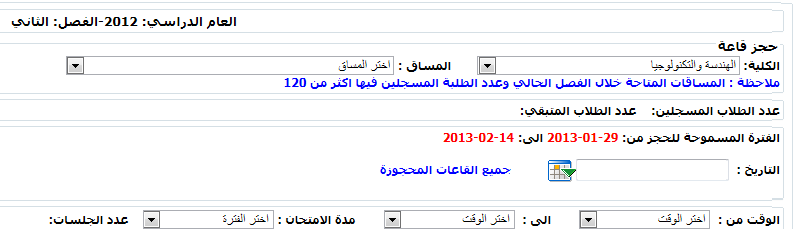 العام الدراسي: 2012-الفصل: الثاني
حجز قاعة
الكلية: الهندسة والتكنولوجيا المساق : اختر المساق
ملاحظة : المساقات المتاحة خلال الفصل الحالي وعدد الطلبة المسجلين فيها اكثر من 120
عدد الطلاب المسجلين: عدد الطلاب المتبقي:
الفترة المسموحة للحجز من: 29-01-2013 الى: 14-02-2013
التاريخ : جميع القاعات المحجوزة
الوقت من : اختر الوقت الى : اختر الوقت مدة الامتحان : اختر الفترة عدد الجلسات: